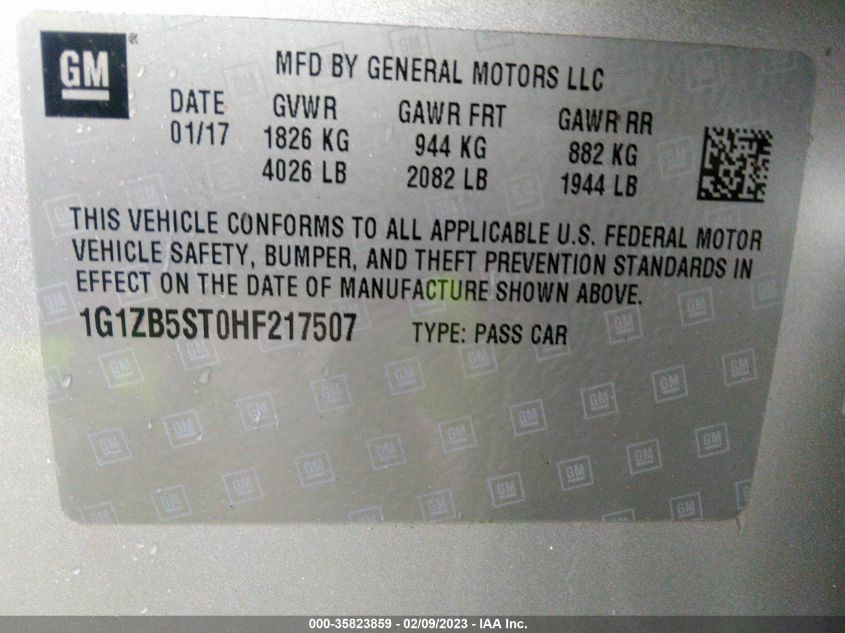 GM
MFD BY GENERAL MOTORS LLC
DATE GVWR GAWR FRT GAWR RR
01/17 1826 KG 944 KG 882 KG
4026 LB 2082 LB 1944 LB
THIS VEHICLE CONFORMS TO ALL APPLICABLE U.S. FEDERAL MOTOR
VEHICLE SAFETY, BUMPER, AND THEFT PREVENTION STANDARDS IN
EFFECT ON THE DATE OF MANUFACTURE SHOWN ABOVE.
1G1ZB5ST0HF217507 TYPE: PASS CAR
000-35823859 - 02/09/2023 - IAA Inc.